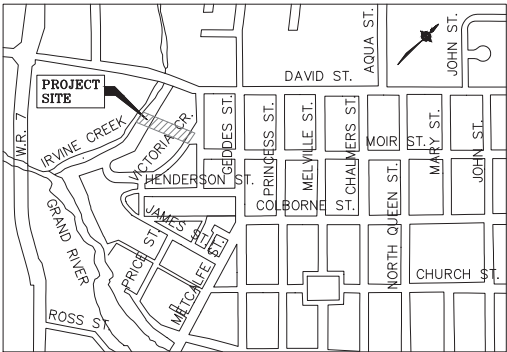 AQUA ST.
JOHN ST.
DAVID ST.
PROJECT
SITE
W.R. 7
IRVINE CREEK
VICTORIA CR.
GEDDES ST.
PRINCESS ST.
MELVILLE ST.
CHALMERS ST.
MOIR ST.
MARY ST.
JOHN ST.
HENDERSON ST.
COLBORNE ST.
JAMES ST.
GRAND RIVER
PRICE ST.
METCALFE ST.
NORTH QUEEN ST.
CHURCH ST.
ROSS ST.